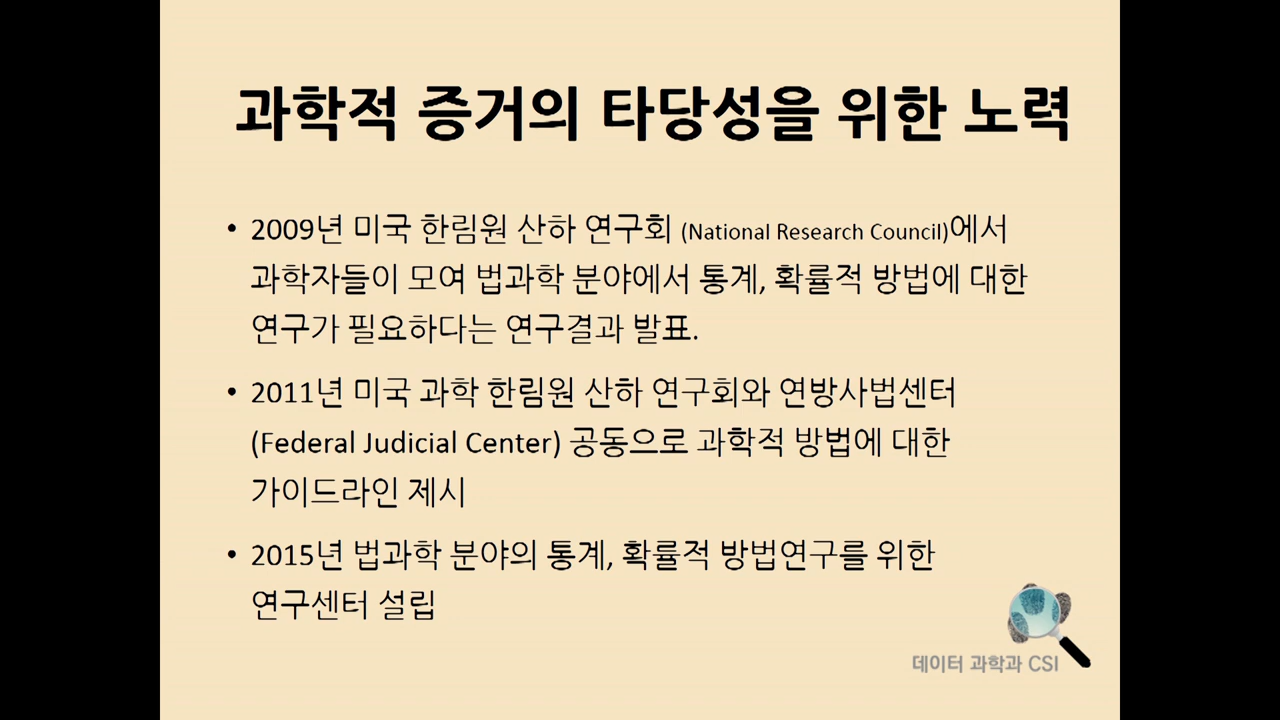 과학적 증거의 타당성을 위한 노력
• 2009년 미국 한림원 산하 연구회 (National Research Council)에서
과학자들이 모여 법과학 분야에서 통계, 확률적 방법에 대한
연구가 필요하다는 연구결과 발표.
• 2011년 미국 과학 한림원 산하 연구회와 연방사법센터
(Federal Judicial Center) 공동으로 과학적 방법에 대한
가이드라인 제시
• 2015년 법과학 분야의 통계, 확률적 방법연구를 위한
연구센터 설립
데이터 과학과 CSI